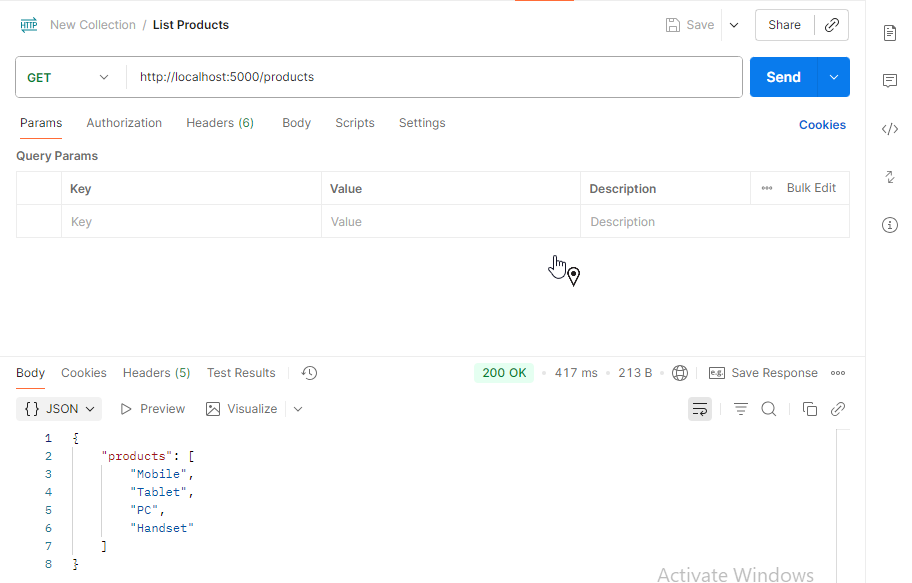 HTTP New Collection / List Products Save Share
GET http://localhost:5000/products Send
Params Authorization Headers (6) Body Scripts Settings Cookies
Query Params
Key Value Description ••• Bulk Edit
Key Value Description
Body Cookies Headers (5) Test Results 200 OK • 417 ms • 213 B • e.g. Save Response •••
{} JSON Preview Visualize
1 {
2 "products": [
3 "Mobile",
4 "Tablet",
5 "PC",
6 "Handset"
7 ]
8 }
Activate Windows